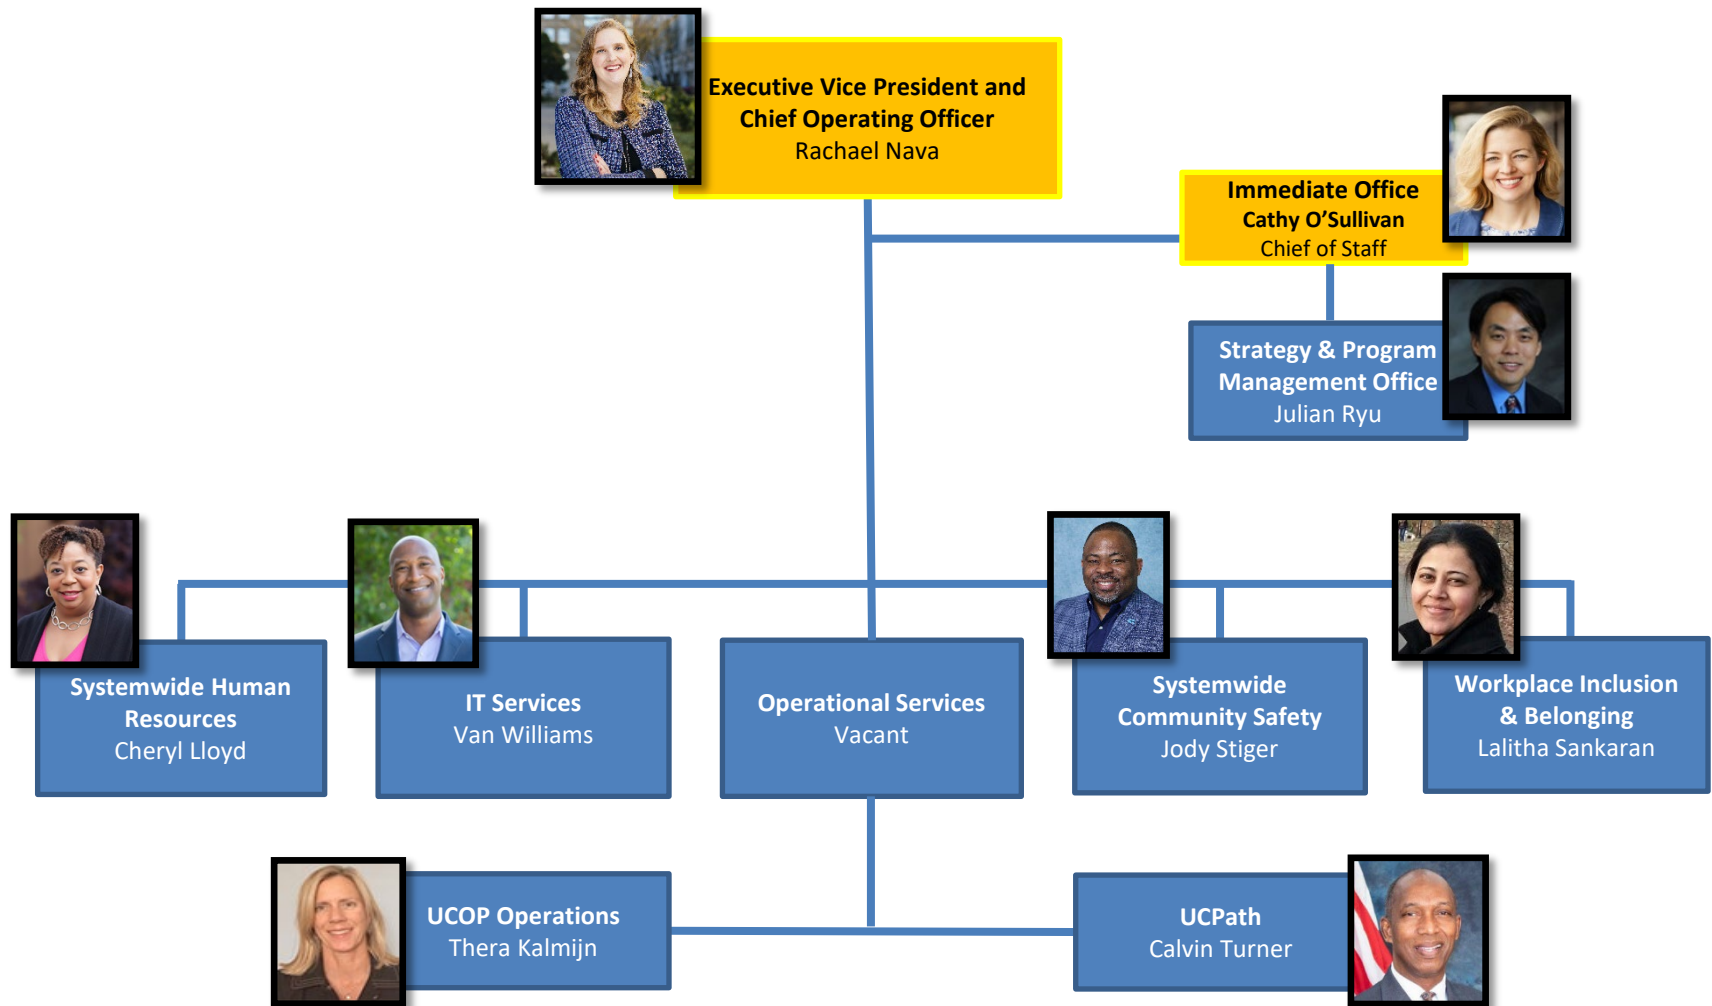 Executive Vice President and
Chief Operating Officer
Rachael Nava
Immediate Office
Cathy O’Sullivan
Chief of Staff
Strategy & Program
Management Office
Julian Ryu
Systemwide Human
Resources
Cheryl Lloyd
IT Services
Van Williams
Operational Services
Vacant
Systemwide
Community Safety
Jody Stiger
Workplace Inclusion
& Belonging
Lalitha Sankaran
UCOP Operations
Thera Kalmijn
UCPath
Calvin Turner